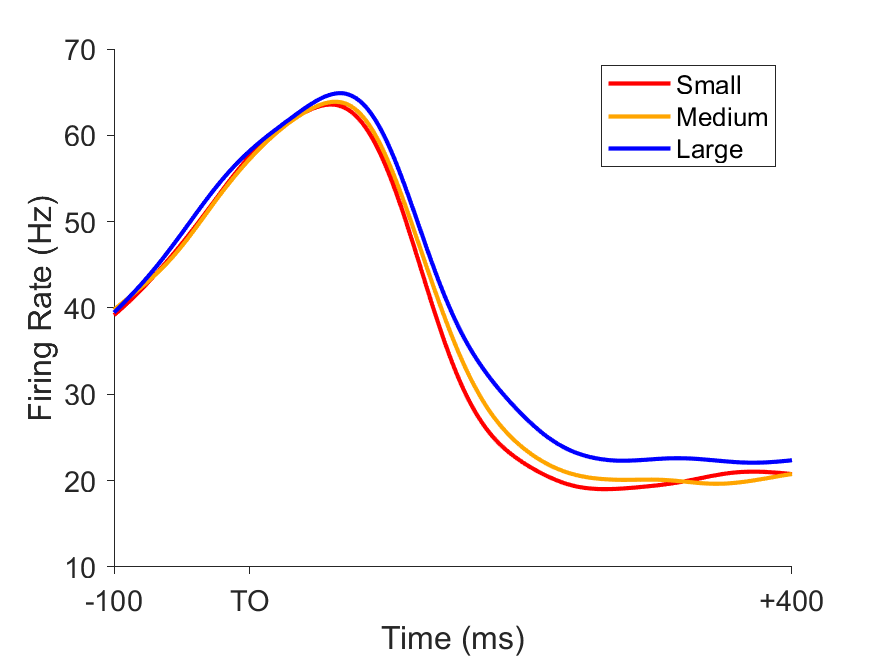 70
60
50
40
30
20
10
Firing Rate (Hz)
Small
Medium
Large
-100 TO +400
Time (ms)